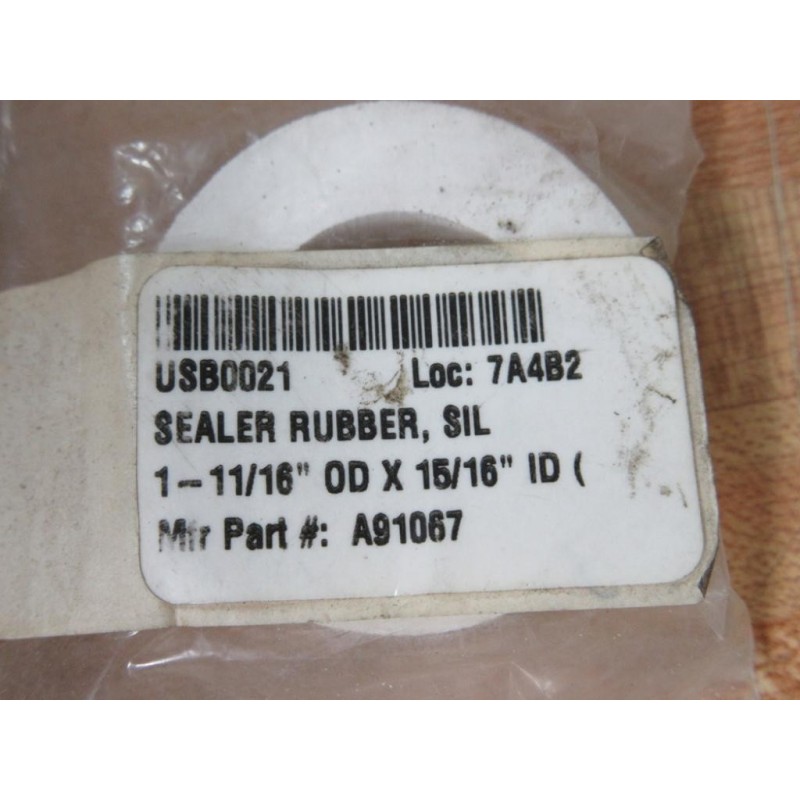 USB0021 Loc: 7A4B2
SEALER RUBBER, SIL
1-11/16" OD X 15/16" ID (
Mfr Part #: A91067